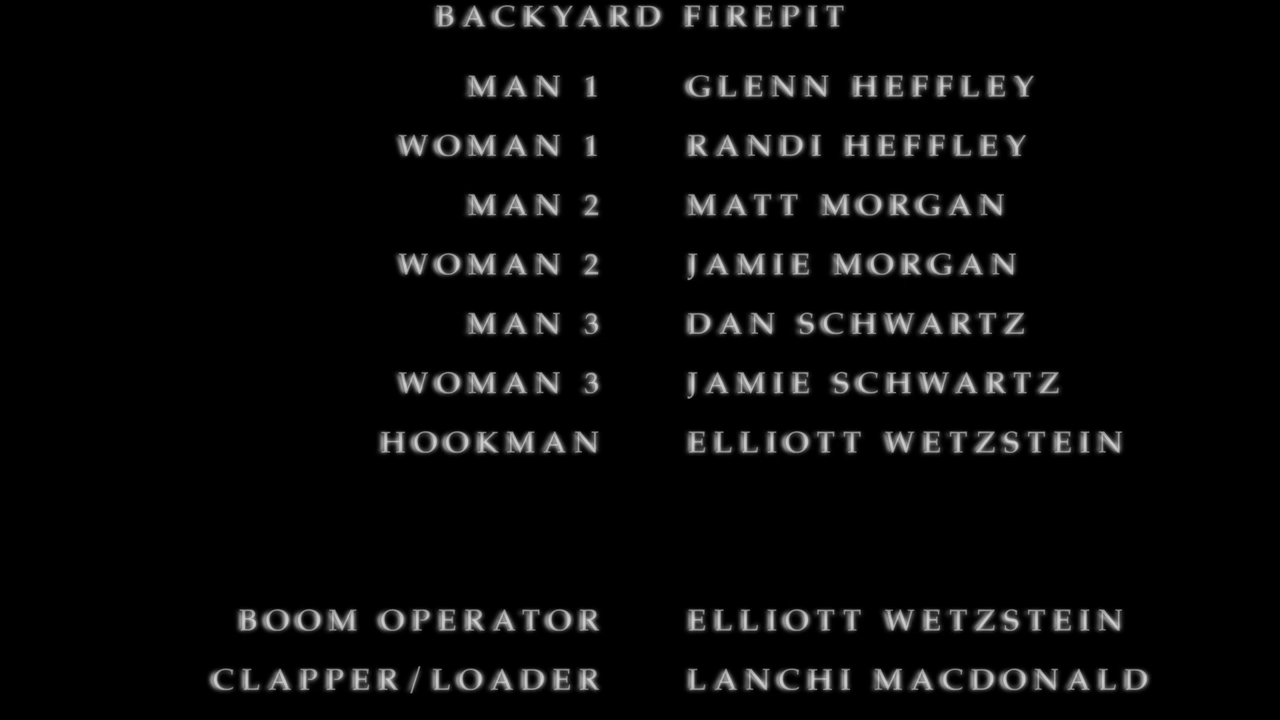 BACKYARD FIREPIT
MAN 1 GLENN HEFFLEY
WOMAN 1 RANDI HEFFLEY
MAN 2 MATT MORGAN
WOMAN 2 JAMIE MORGAN
MAN 3 DAN SCHWARTZ
WOMAN 3 JAMIE SCHWARTZ
HOOKMAN ELLIOTT WETZSTEIN
BOOM OPERATOR ELLIOTT WETZSTEIN
CLAPPER/LOADER LANCHI MACDONALD